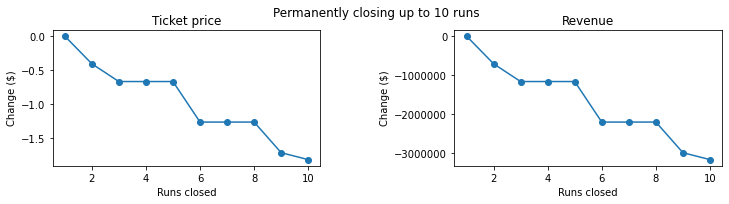 Permanently closing up to 10 runs
Ticket price
0.0
−0.5
−1.0
−1.5
Change ($)
2 4 6 8 10
Runs closed
Revenue
0
−1000000
−2000000
−3000000
Change ($)
2 4 6 8 10
Runs closed